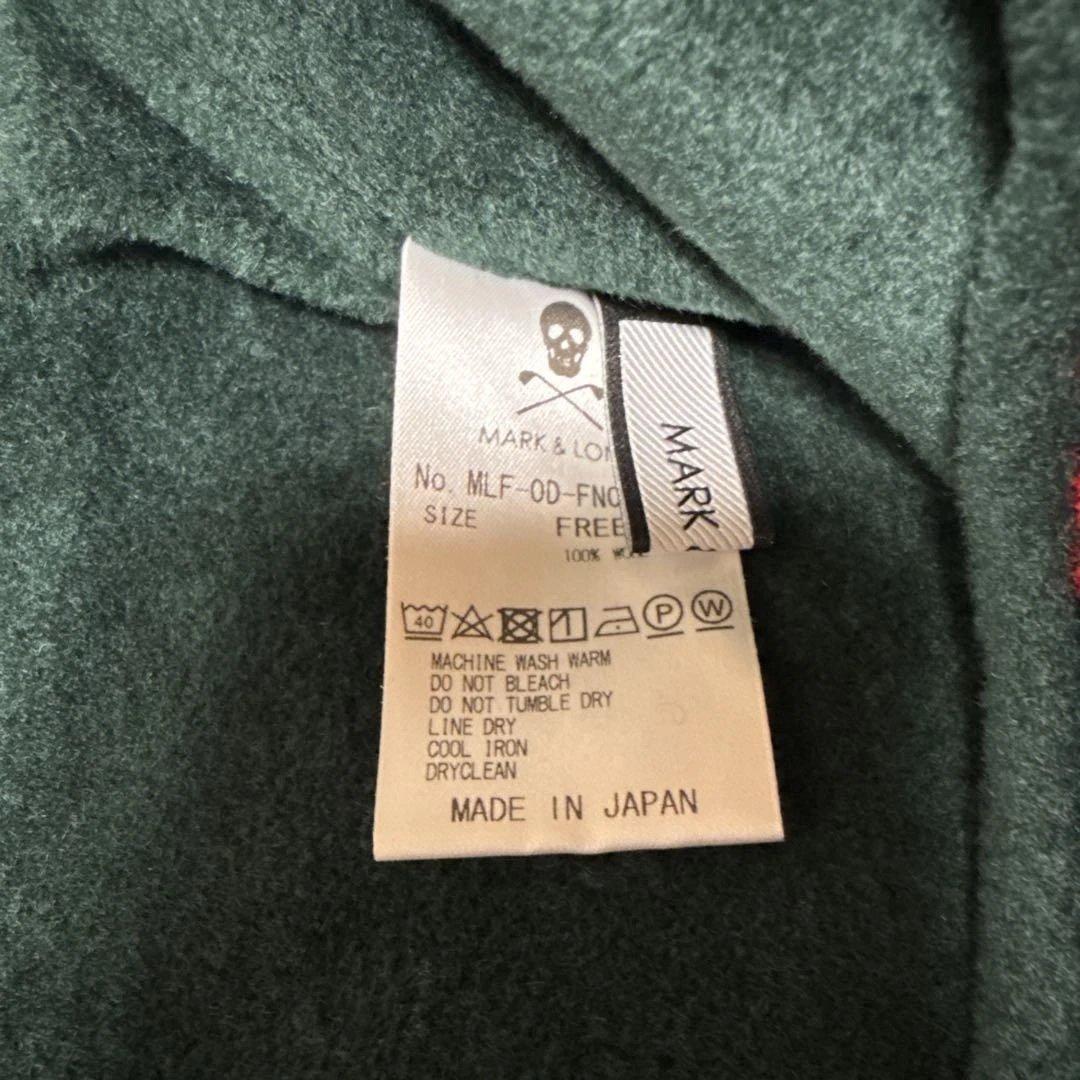 MARK & LON
No. MLF-0D-FNC
SIZE FREE
100%
40
P
W
MACHINE WASH WARM
DO NOT BLEACH
DO NOT TUMBLE DRY
LINE DRY
COOL IRON
DRYCLEAN
MADE IN JAPAN
MARK